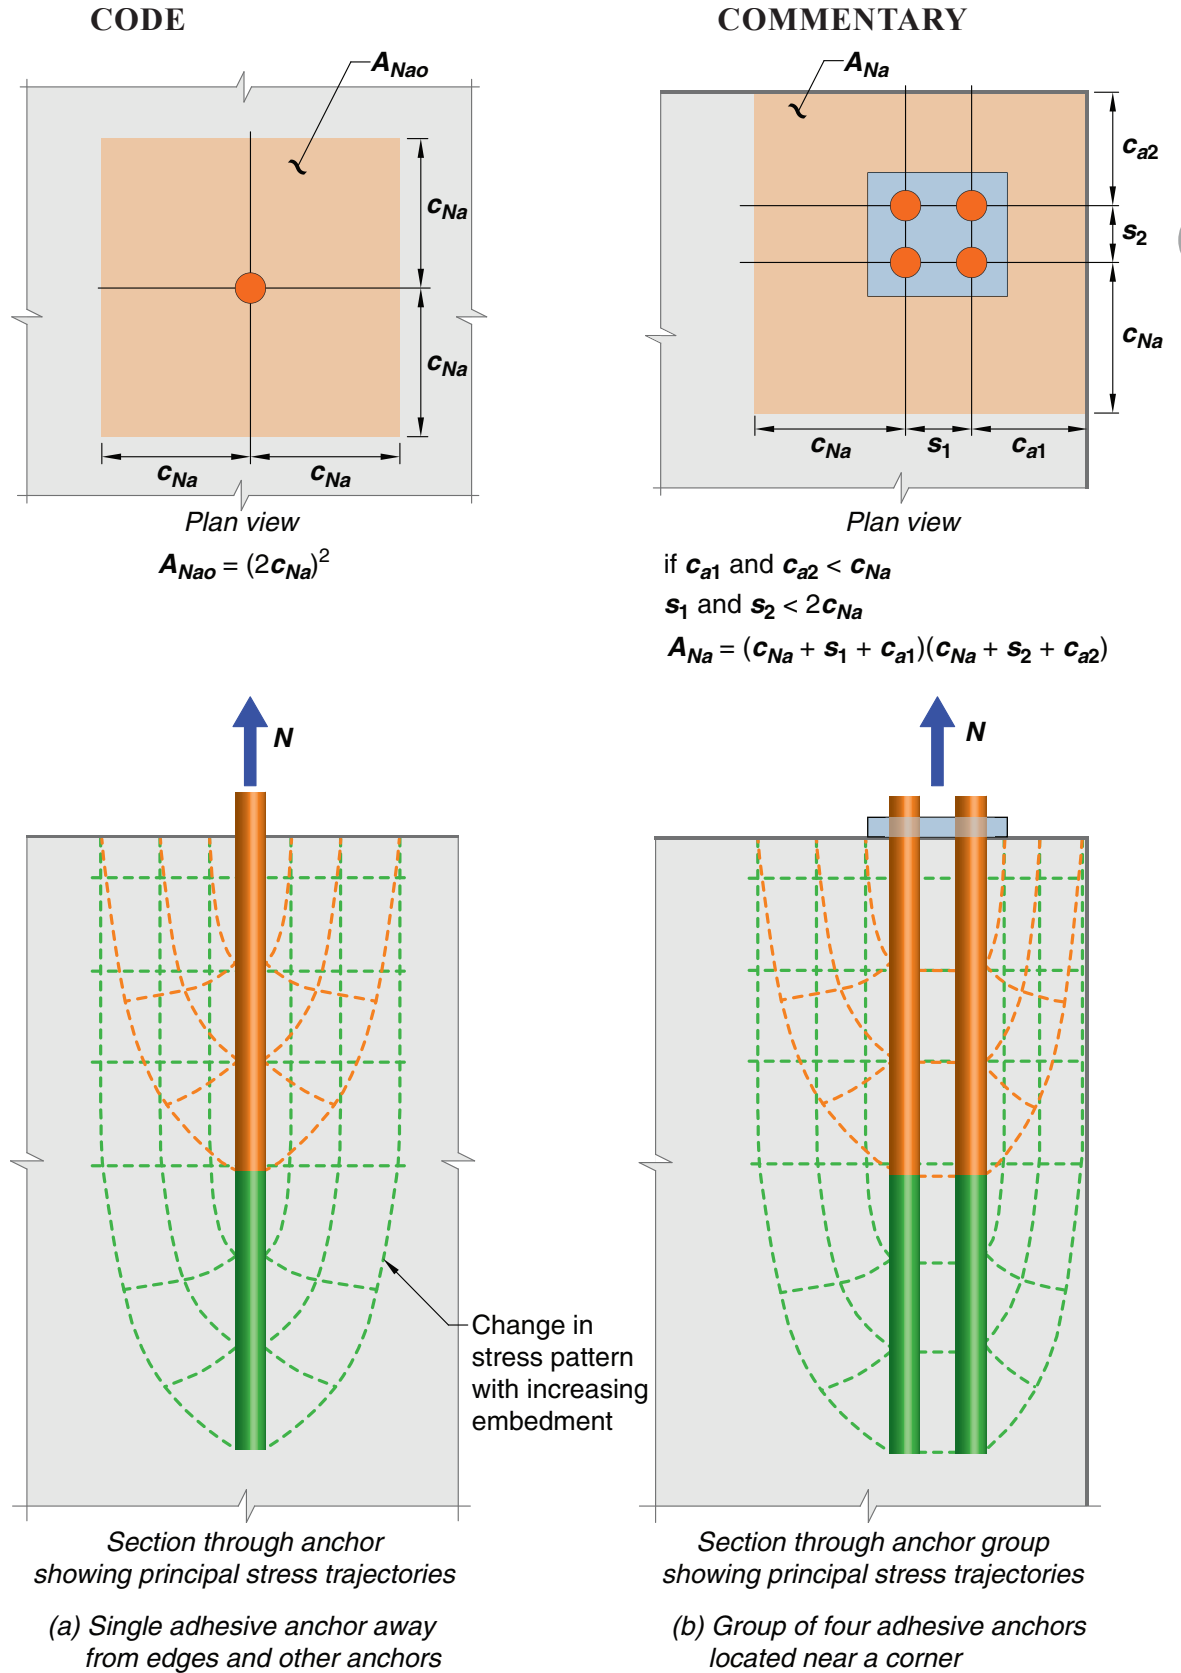 CODE
COMMENTARY
A_Nao
c_Na
c_Na
c_Na
c_Na
Plan view
A_Nao = (2c_Na)²
A_Na
c_a2
s_2
c_Na
c_Na
s_1
c_a1
Plan view
if c_a1 and c_a2 < c_Na
s_1 and s_2 < 2c_Na
A_Na = (c_Na + s_1 + c_a1)(c_Na + s_2 + c_a2)
N
Change in
stress pattern
with increasing
embedment
Section through anchor
showing principal stress trajectories
(a) Single adhesive anchor away
from edges and other anchors
N
Section through anchor group
showing principal stress trajectories
(b) Group of four adhesive anchors
located near a corner